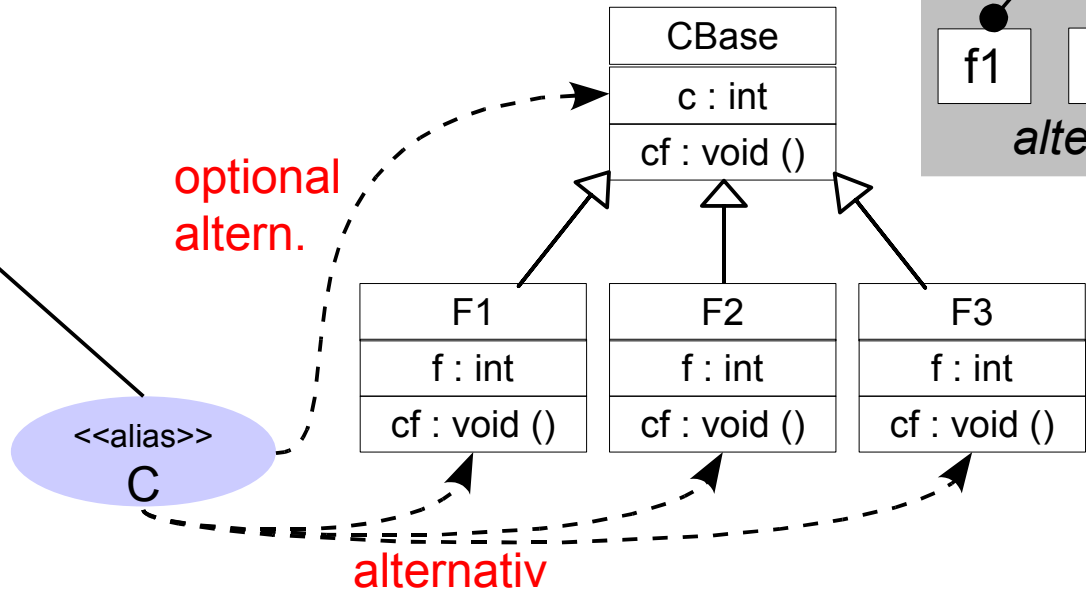 CBase
c : int
cf : void ()
f1
alte
optional
altern.
F1
f : int
cf : void ()
F2
f : int
cf : void ()
F3
f : int
cf : void ()
<<alias>>
C
alternativ